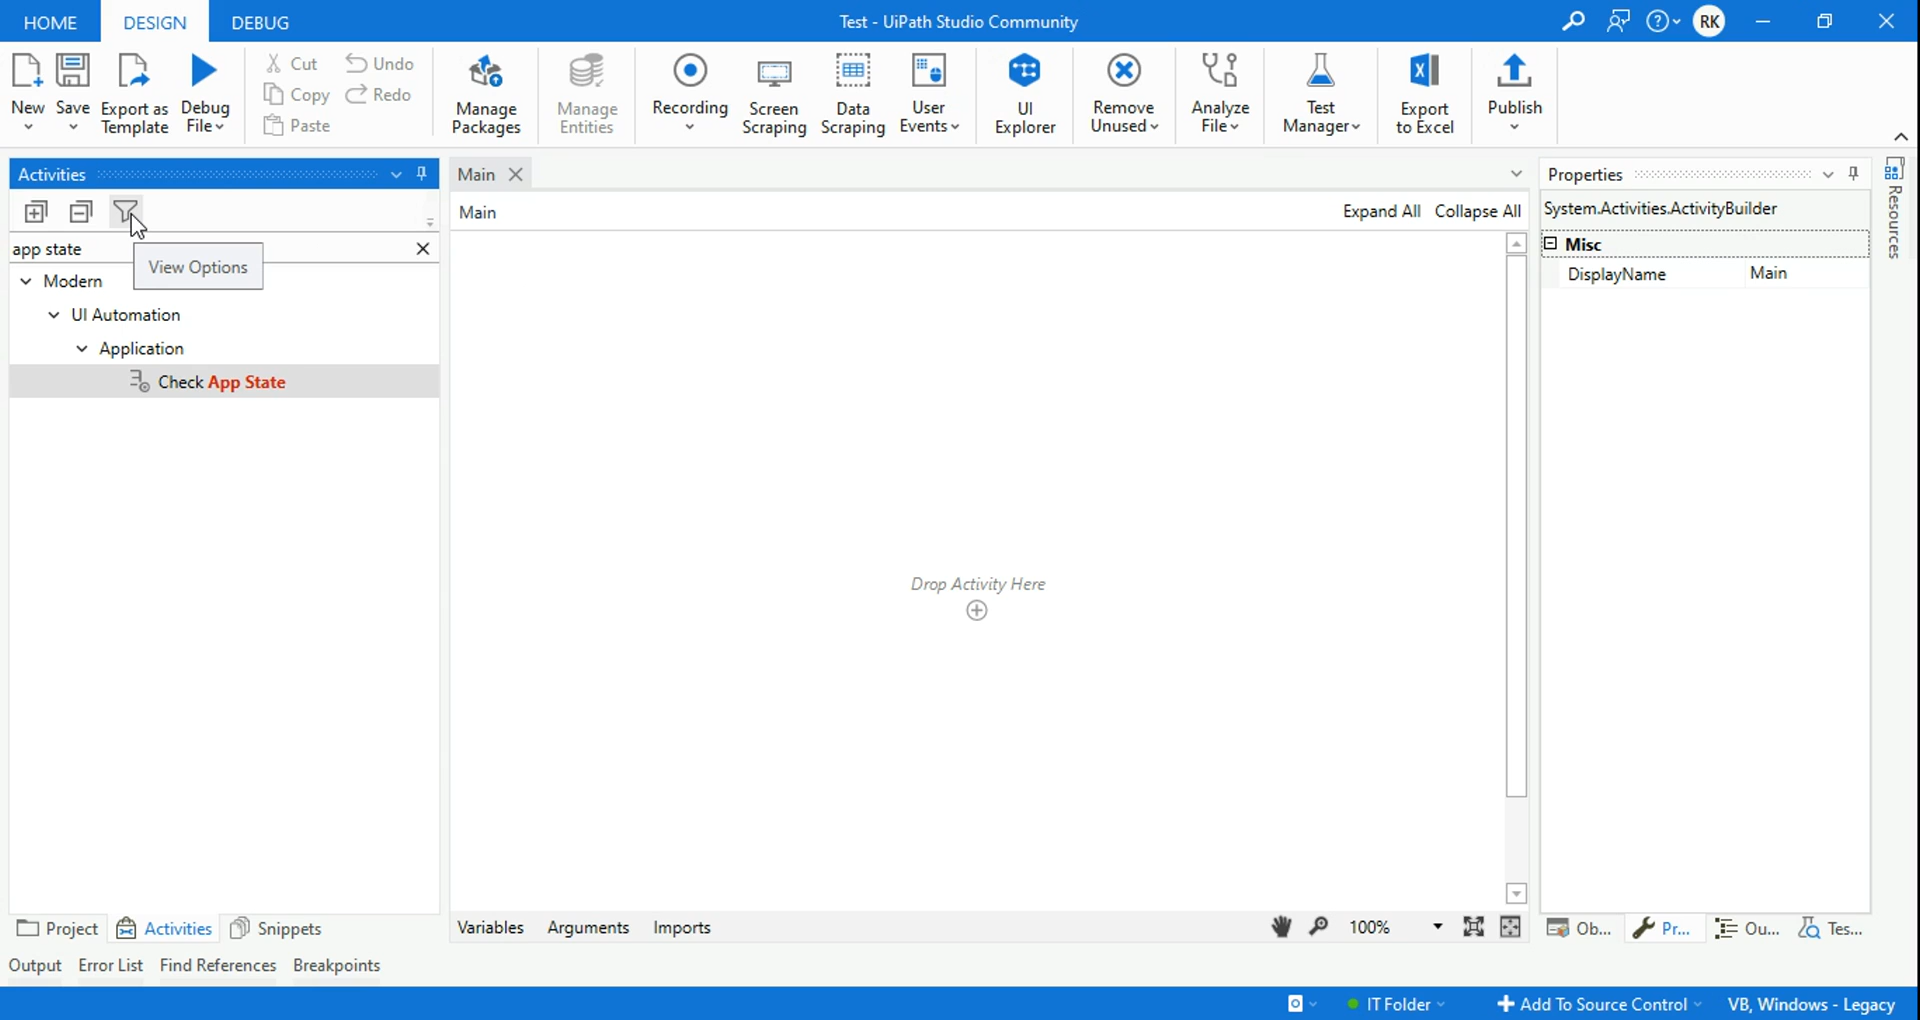 HOME DESIGN DEBUG Test - UiPath Studio Community RK
New Save Export as Template Debug File Cut Copy Paste Undo Redo Manage Packages Manage Entities Recording Screen Scraping Data Scraping User Events UI Explorer Remove Unused Analyze File Test Manager Export to Excel Publish
Activities
app state
View Options
Modern
UI Automation
Application
Check App State
Main
Main Expand All Collapse All
Drop Activity Here
Variables Arguments Imports 100%
Properties
System.Activities.ActivityBuilder
Misc
DisplayName Main
Resources
Project Activities Snippets
Ob... Pr... Ou... Tes...
Output Error List Find References Breakpoints
IT Folder Add To Source Control VB, Windows - Legacy